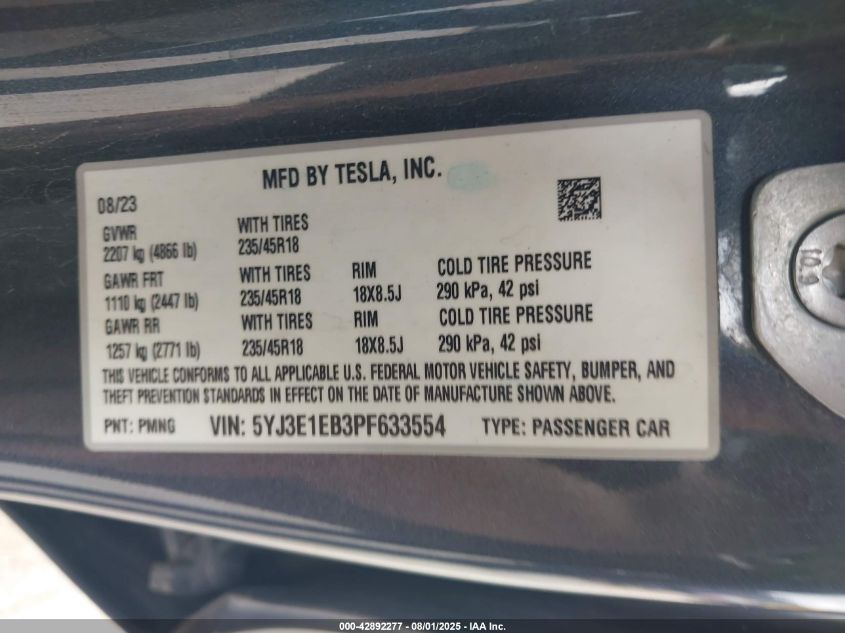 MFD BY TESLA, INC.
08/23
GVWR WITH TIRES
2207 kg (4866 lb) 235/45R18
GAWR FRT WITH TIRES RIM COLD TIRE PRESSURE
1110 kg (2447 lb) 235/45R18 18X8.5J 290 kPa, 42 psi
GAWR RR WITH TIRES RIM COLD TIRE PRESSURE
1257 kg (2771 lb) 235/45R18 18X8.5J 290 kPa, 42 psi
THIS VEHICLE CONFORMS TO ALL APPLICABLE U.S. FEDERAL MOTOR VEHICLE SAFETY, BUMPER, AND
THEFT PREVENTION STANDARDS IN EFFECT ON THE DATE OF MANUFACTURE SHOWN ABOVE.
PNT: PMNG VIN: 5YJ3E1EB3PF633554 TYPE: PASSENGER CAR
10.9
000-42892277 - 08/01/2025 - IAA Inc.